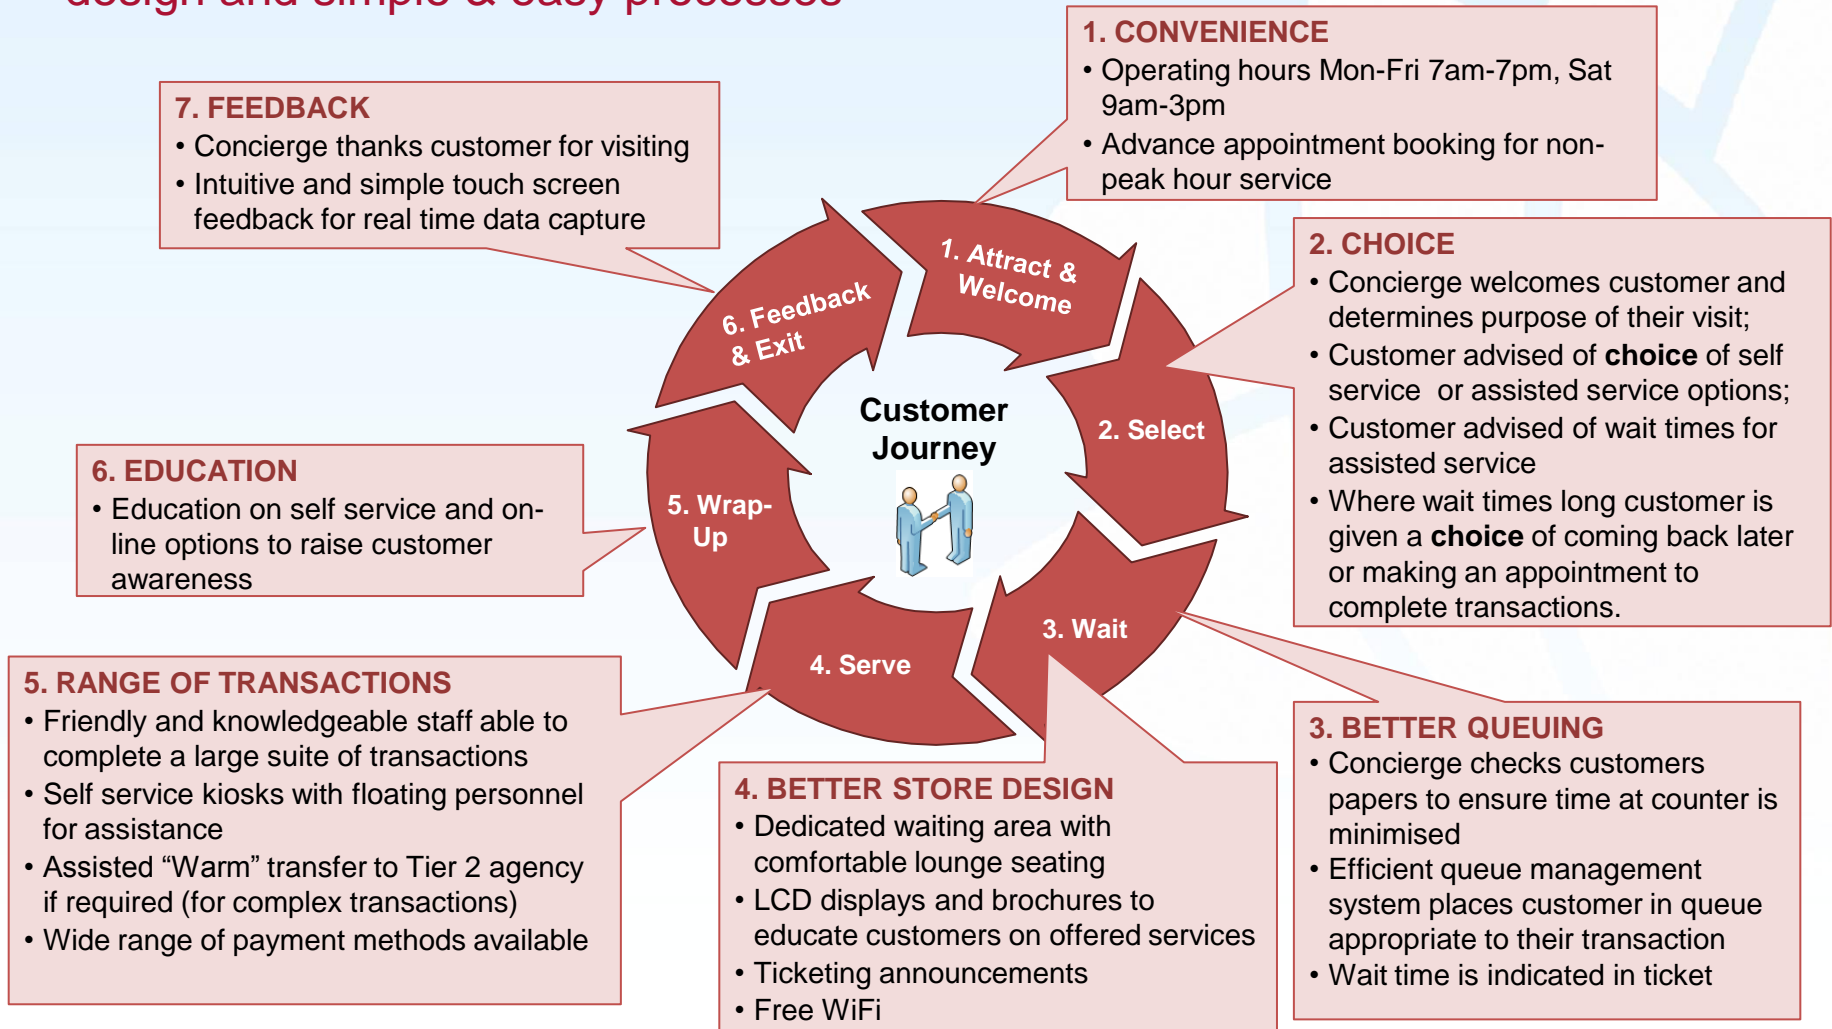 design and simple & easy processes
1. CONVENIENCE
• Operating hours Mon-Fri 7am-7pm, Sat
9am-3pm
• Advance appointment booking for non-
peak hour service
7. FEEDBACK
• Concierge thanks customer for visiting
• Intuitive and simple touch screen
feedback for real time data capture
2. CHOICE
• Concierge welcomes customer and
determines purpose of their visit;
• Customer advised of choice of self
service or assisted service options;
• Customer advised of wait times for
assisted service
• Where wait times long customer is
given a choice of coming back later
or making an appointment to
complete transactions.
1. Attract &
Welcome
6. Feedback
& Exit
Customer
Journey
2. Select
5. Wrap-
Up
3. Wait
4. Serve
6. EDUCATION
• Education on self service and on-
line options to raise customer
awareness
5. RANGE OF TRANSACTIONS
• Friendly and knowledgeable staff able to
complete a large suite of transactions
• Self service kiosks with floating personnel
for assistance
• Assisted “Warm” transfer to Tier 2 agency
if required (for complex transactions)
• Wide range of payment methods available
4. BETTER STORE DESIGN
• Dedicated waiting area with
comfortable lounge seating
• LCD displays and brochures to
educate customers on offered services
• Ticketing announcements
• Free WiFi
3. BETTER QUEUING
• Concierge checks customers
papers to ensure time at counter is
minimised
• Efficient queue management
system places customer in queue
appropriate to their transaction
• Wait time is indicated in ticket